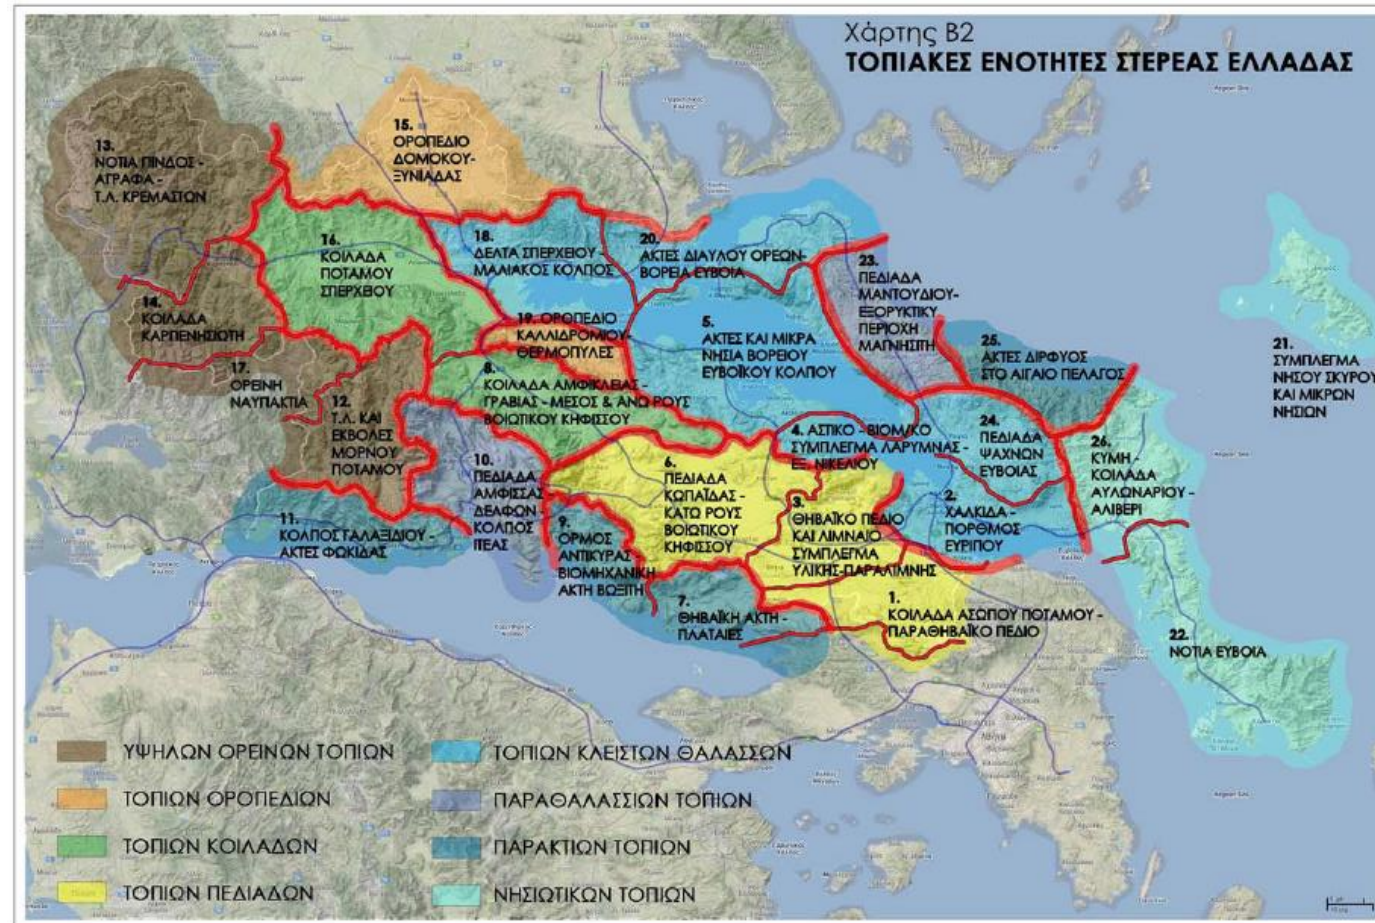 Χάρτης Β2
ΤΟΠΙΑΚΕΣ ΕΝΟΤΗΤΕΣ ΣΤΕΡΕΑΣ ΕΛΛΑΔΑΣ
13.
ΝΟΤΙΑ ΠΙΝΔΟΣ -
ΑΓΡΑΦΑ -
Τ.Λ. ΚΡΕΜΑΣΤΩΝ
15.
ΟΡΟΠΕΔΙΟ
ΔΟΜΟΚΟΥ-
ΞΥΝΙΑΔΑΣ
16.
ΚΟΙΛΑΔΑ
ΠΟΤΑΜΟΥ
ΣΠΕΡΧΕΙΟΥ
18.
ΔΕΛΤΑ ΣΠΕΡΧΕΙΟΥ -
ΜΑΛΙΑΚΟΣ ΚΟΛΠΟΣ
20.
ΑΚΤΕΣ ΔΙΑΥΛΟΥ ΩΡΕΩΝ-
ΒΟΡΕΙΑ ΕΥΒΟΙΑ
23.
ΠΕΔΙΑΔΑ
ΜΑΝΤΟΥΔΙΟΥ-
ΕΞΟΡΥΚΤΙΚΥ
ΠΕΡΙΟΧΗ
ΜΑΓΝΗΣΙΤΗ
14.
ΚΟΙΛΑΔΑ
ΚΑΡΠΕΝΗΣΙΩΤΗ
19. ΟΡΟΠΕΔΙΟ
ΚΑΛΛΙΔΡΟΜΙΟΥ-
ΘΕΡΜΟΠΥΛΕΣ
5.
ΑΚΤΕΣ ΚΑΙ ΜΙΚΡΑ
ΝΗΣΙΑ ΒΟΡΕΙΟΥ
ΕΥΒΟΪΚΟΥ ΚΟΛΠΟΥ
25.
ΑΚΤΕΣ ΔΙΡΦΥΟΣ
ΣΤΟ ΑΙΓΑΙΟ ΠΕΛΑΓΟΣ
21.
ΣΥΜΠΛΕΓΜΑ
ΝΗΣΟΥ ΣΚΥΡΟΥ
ΚΑΙ ΜΙΚΡΩΝ
ΝΗΣΙΩΝ
17.
ΟΡΕΙΝΗ
ΝΑΥΠΑΚΤΙΑ
8.
ΚΟΙΛΑΔΑ ΑΜΦΙΚΛΕΙΑΣ -
ΓΡΑΒΙΑΣ - ΜΕΣΟΣ & ΑΝΩ ΡΟΥΣ
ΒΟΙΩΤΙΚΟΥ ΚΗΦΙΣΣΟΥ
12.
Τ.Λ. ΚΑΙ
ΕΚΒΟΛΕΣ
ΜΟΡΝΟΥ
ΠΟΤΑΜΟΥ
4. ΑΣΤΙΚΟ - ΒΙΟΜ/ΚΟ
ΣΥΜΠΛΕΓΜΑ ΛΑΡΥΜΝΑΣ -
ΕΞ. ΝΙΚΕΛΙΟΥ
24.
ΠΕΔΙΑΔΑ
ΨΑΧΝΩΝ
ΕΥΒΟΙΑΣ
26.
ΚΥΜΗ -
ΚΟΙΛΑΔΑ
ΑΥΛΩΝΑΡΙΟΥ -
ΑΛΙΒΕΡΙ
10.
ΠΕΔΙΑΔΑ
ΑΜΦΙΣΣΑΣ-
ΔΕΛΦΩΝ -
ΚΟΛΠΟΣ
ΙΤΕΑΣ
6.
ΠΕΔΙΑΔΑ
ΚΩΠΑΪΔΑΣ -
ΚΑΤΩ ΡΟΥΣ
ΒΟΙΩΤΙΚΟΥ
ΚΗΦΙΣΣΟΥ
3.
ΘΗΒΑΪΚΟ ΠΕΔΙΟ
ΚΑΙ ΛΙΜΝΑΙΟ
ΣΥΜΠΛΕΓΜΑ
ΥΛΙΚΗΣ-ΠΑΡΑΛΙΜΝΗΣ
2.
ΧΑΛΚΙΔΑ -
ΠΟΡΘΜΟΣ
ΕΥΡΙΠΟΥ
11.
ΚΟΛΠΟΣ ΓΑΛΑΞΙΔΙΟΥ -
ΑΚΤΕΣ ΦΩΚΙΔΑΣ
9.
ΟΡΜΟΣ
ΑΝΤΙΚΥΡΑΣ -
ΒΙΟΜΗΧΑΝΙΚΗ
ΑΚΤΗ ΒΩΞΙΤΗ
7.
ΘΗΒΑΪΚΗ ΑΚΤΗ -
ΠΛΑΤΑΙΕΣ
1.
ΚΟΙΛΑΔΑ ΑΣΩΠΟΥ ΠΟΤΑΜΟΥ -
ΠΑΡΑΘΗΒΑΪΚΟ ΠΕΔΙΟ
22.
ΝΟΤΙΑ ΕΥΒΟΙΑ
ΥΨΗΛΩΝ ΟΡΕΙΝΩΝ ΤΟΠΙΩΝ
ΤΟΠΙΩΝ ΟΡΟΠΕΔΙΩΝ
ΤΟΠΙΩΝ ΚΟΙΛΑΔΩΝ
ΤΟΠΙΩΝ ΠΕΔΙΑΔΩΝ
ΤΟΠΙΩΝ ΚΛΕΙΣΤΩΝ ΘΑΛΑΣΣΩΝ
ΠΑΡΑΘΑΛΑΣΣΙΩΝ ΤΟΠΙΩΝ
ΠΑΡΑΚΤΙΩΝ ΤΟΠΙΩΝ
ΝΗΣΙΩΤΙΚΩΝ ΤΟΠΙΩΝ